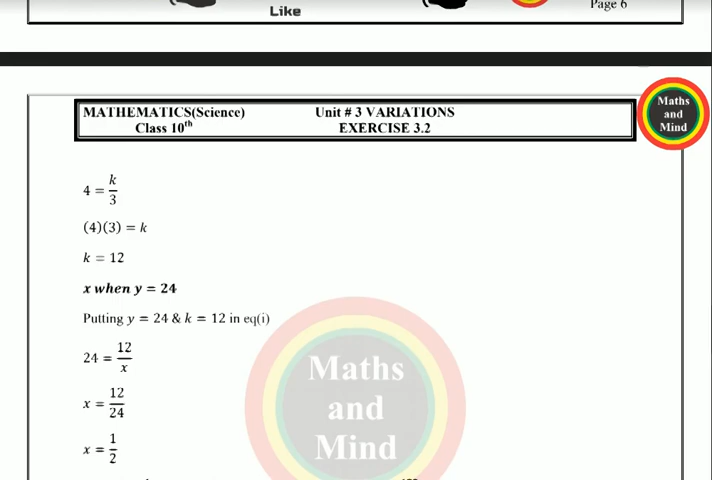 Like
Page 6
MATHEMATICS(Science) Unit # 3 VARIATIONS
Class 10th EXERCISE 3.2
Maths
and
Mind
4 = k/3
(4)(3) = k
k = 12
x when y = 24
Putting y = 24 & k = 12 in eq(i)
24 = 12/x
x = 12/24
x = 1/2
Maths
and
Mind